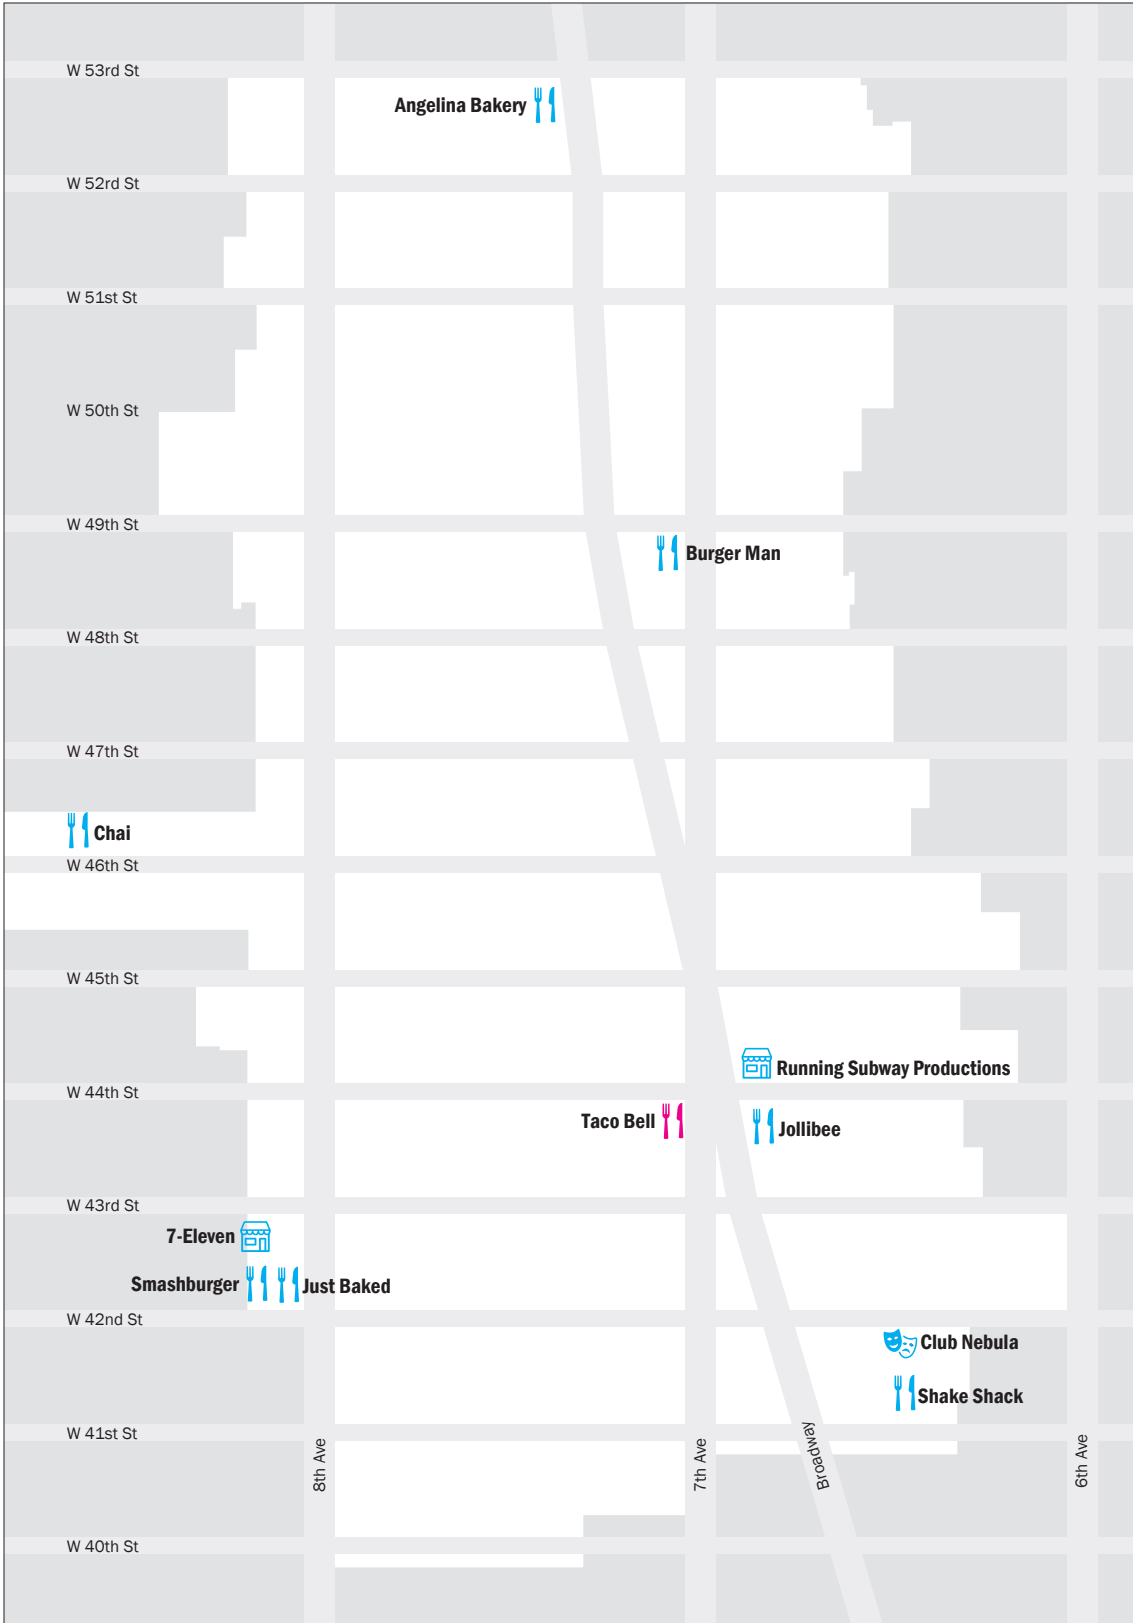 W 53rd St
Angelina Bakery
W 52rd St
W 51st St
W 50th St
W 49th St
Burger Man
W 48th St
W 47th St
Chai
W 46th St
W 45th St
Running Subway Productions
W 44th St
Taco Bell
Jollibee
W 43rd St
7-Eleven
Smashburger
Just Baked
W 42nd St
Club Nebula
Shake Shack
W 41st St
8th Ave
7th Ave
Broadway
6th Ave
W 40th St